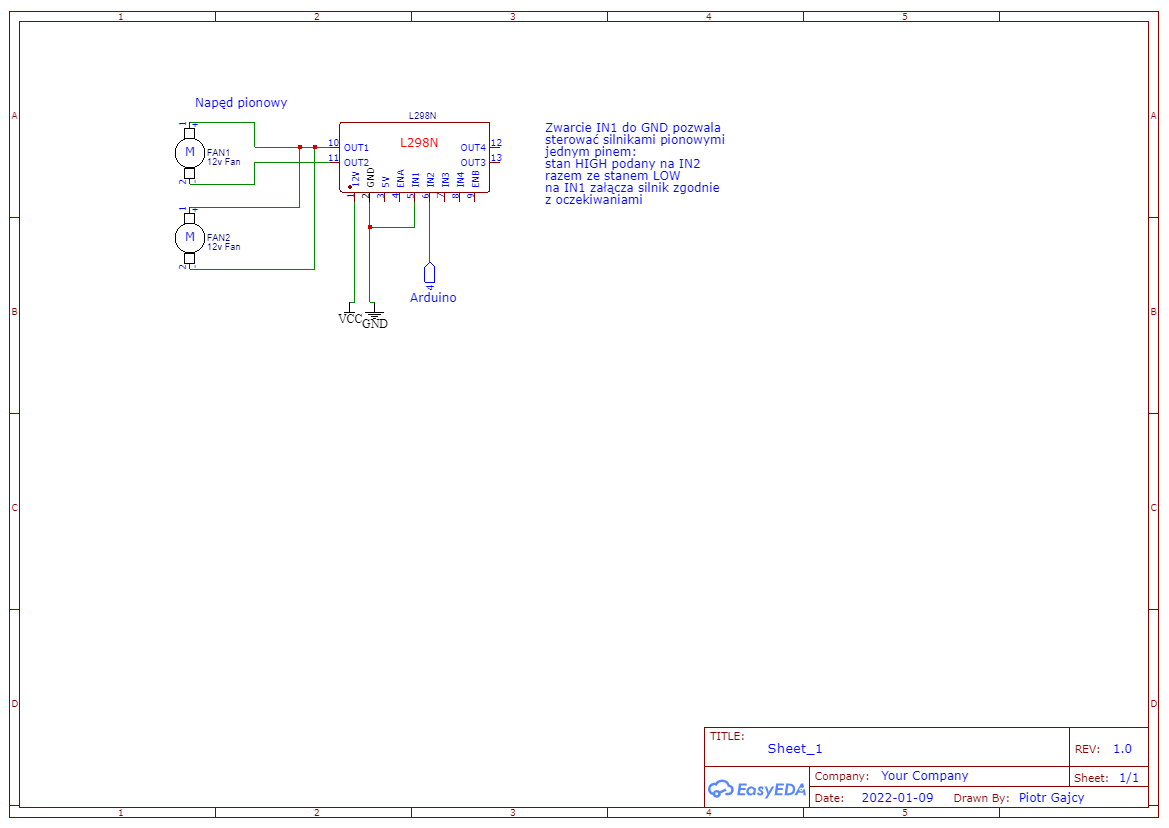 1 2 3 4 5
A A
B B
C C
D D
Napęd pionowy
1 +
M
FAN1
12v Fan
2 -
1 +
M
FAN2
12v Fan
2 -
L298N
L298N
10 OUT1
11 OUT2
OUT4 12
OUT3 13
12V GND 5V ENA IN1 IN2 IN3 IN4 ENB
1 2 3 4 5 6 7 8 9
4
Arduino
VCC GND
Zwarcie IN1 do GND pozwala
sterować silnikami pionowymi
jednym pinem:
stan HIGH podany na IN2
razem ze stanem LOW
na IN1 załącza silnik zgodnie
z oczekiwaniami
TITLE:
Sheet_1
REV: 1.0
EasyEDA
Company: Your Company
Sheet: 1/1
Date: 2022-01-09 Drawn By: Piotr Gajcy
1 2 3 4 5